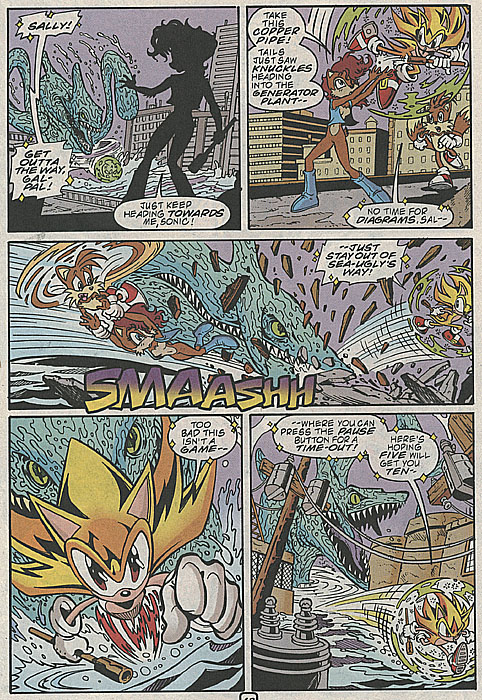 SALLY!
GET
OUTTA
THE WAY,
GAL-
PAL!
JUST KEEP
HEADING TOWARDS
ME, SONIC!
TAKE
THIS
COPPER
PIPE!
TAILS
JUST SAW
KNUCKLES
HEADING
INTO THE
GENERATOR
PLANT--
NO TIME FOR
DIAGRAMS, SAL--
--JUST
STAY OUT OF
SEA-UGLY'S
WAY!
SMAASHH
TOO
BAD THIS
ISN'T A
GAME--
--WHERE YOU CAN
PRESS THE PAUSE
BUTTON FOR A
TIME-OUT!
HERE'S
HOPING
FIVE WILL
GET YOU
TEN--